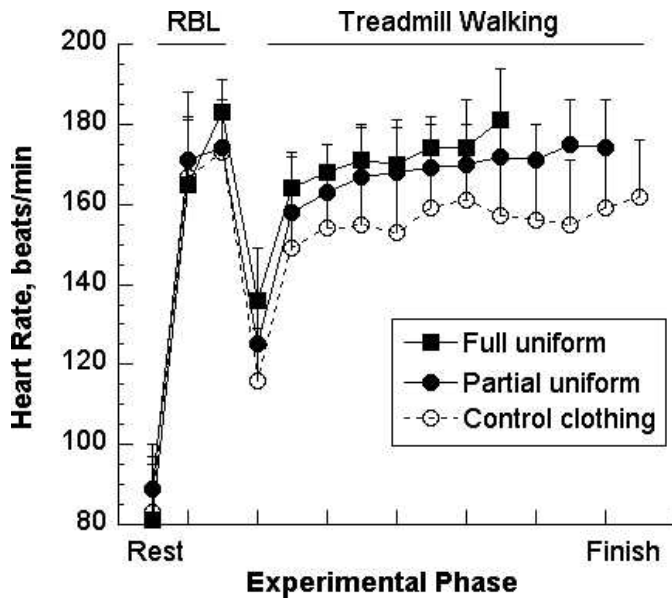 RBL Treadmill Walking
200
180
160
140
120
100
80
Heart Rate, beats/min
Full uniform
Partial uniform
Control clothing
Rest Finish
Experimental Phase